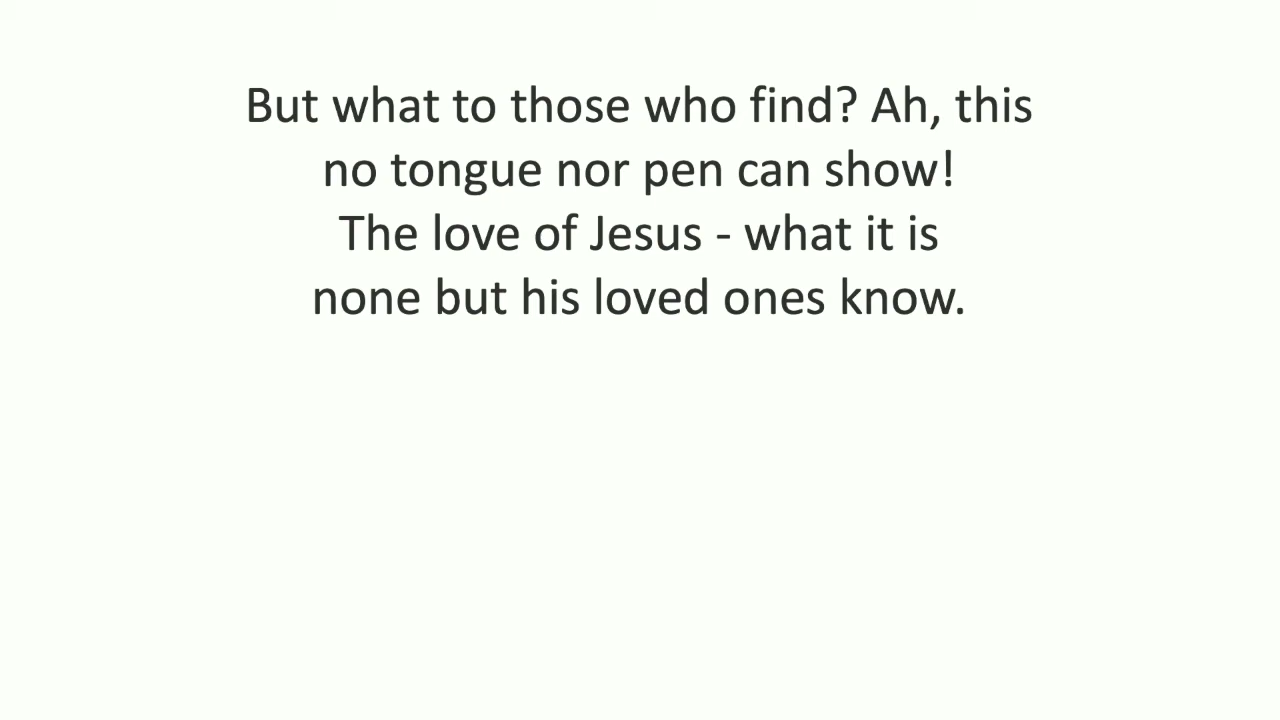 But what to those who find? Ah, this
no tongue nor pen can show!
The love of Jesus - what it is
none but his loved ones know.